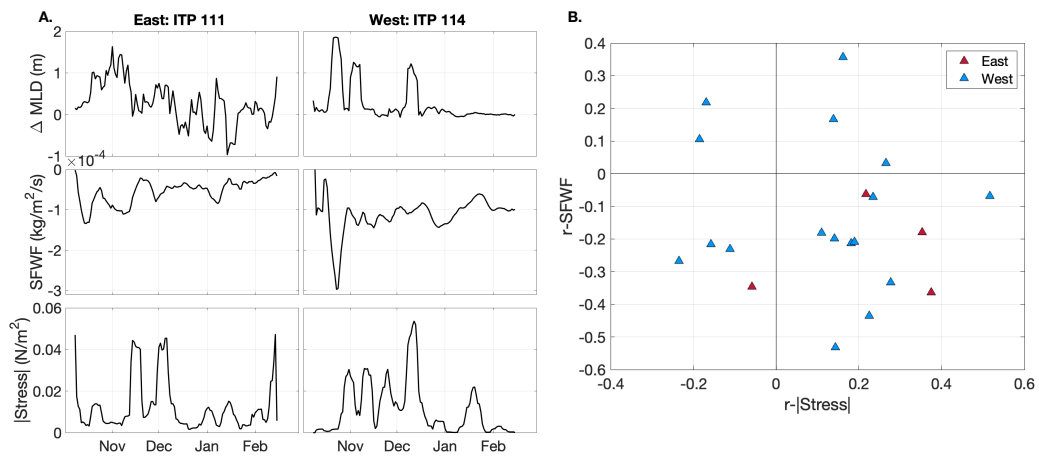 A.
East: ITP 111
West: ITP 114
B.
Δ MLD (m)
2
1
0
-1
×10-4
SFWF (kg/m2/s)
0
-1
-2
-3
|Stress| (N/m2)
0.06
0.04
0.02
0
Nov Dec Jan Feb
Nov Dec Jan Feb
r-SFWF
0.4
0.3
0.2
0.1
0
-0.1
-0.2
-0.3
-0.4
-0.5
-0.6
East
West
-0.4 -0.2 0 0.2 0.4 0.6
r-|Stress|